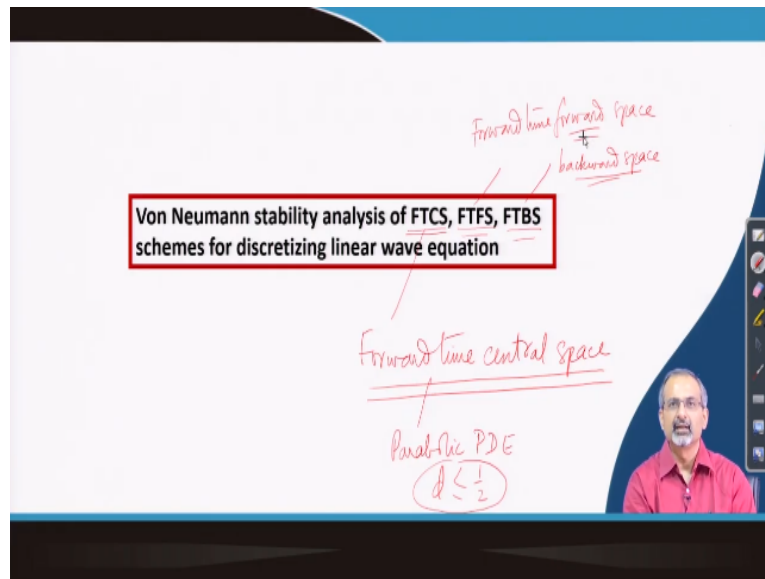 Forward time forward space
backward space
Von Neumann stability analysis of FTCS, FTFS, FTBS
schemes for discretizing linear wave equation
Forward time central space
Parabolic PDE
d ≤ 1/2